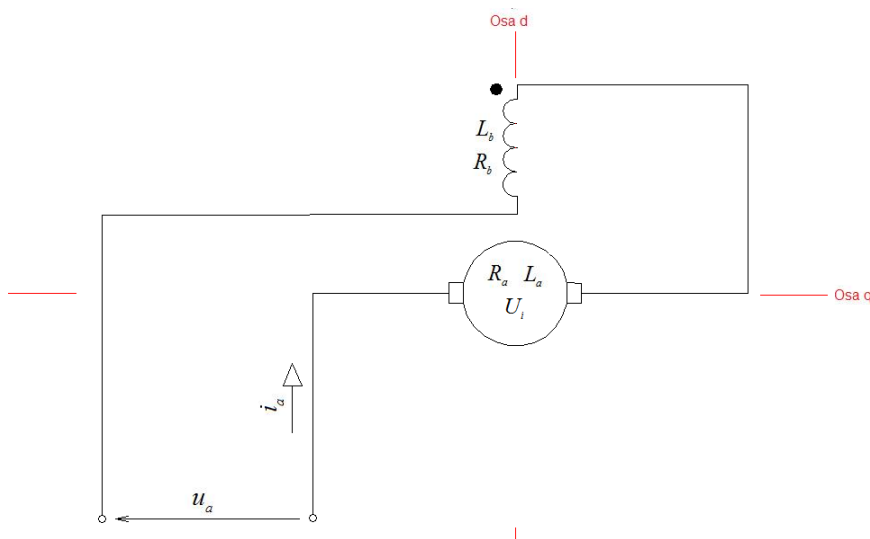 Osa d
L_b
R_b
R_a L_a
U_i
Osa q
i_a
u_a